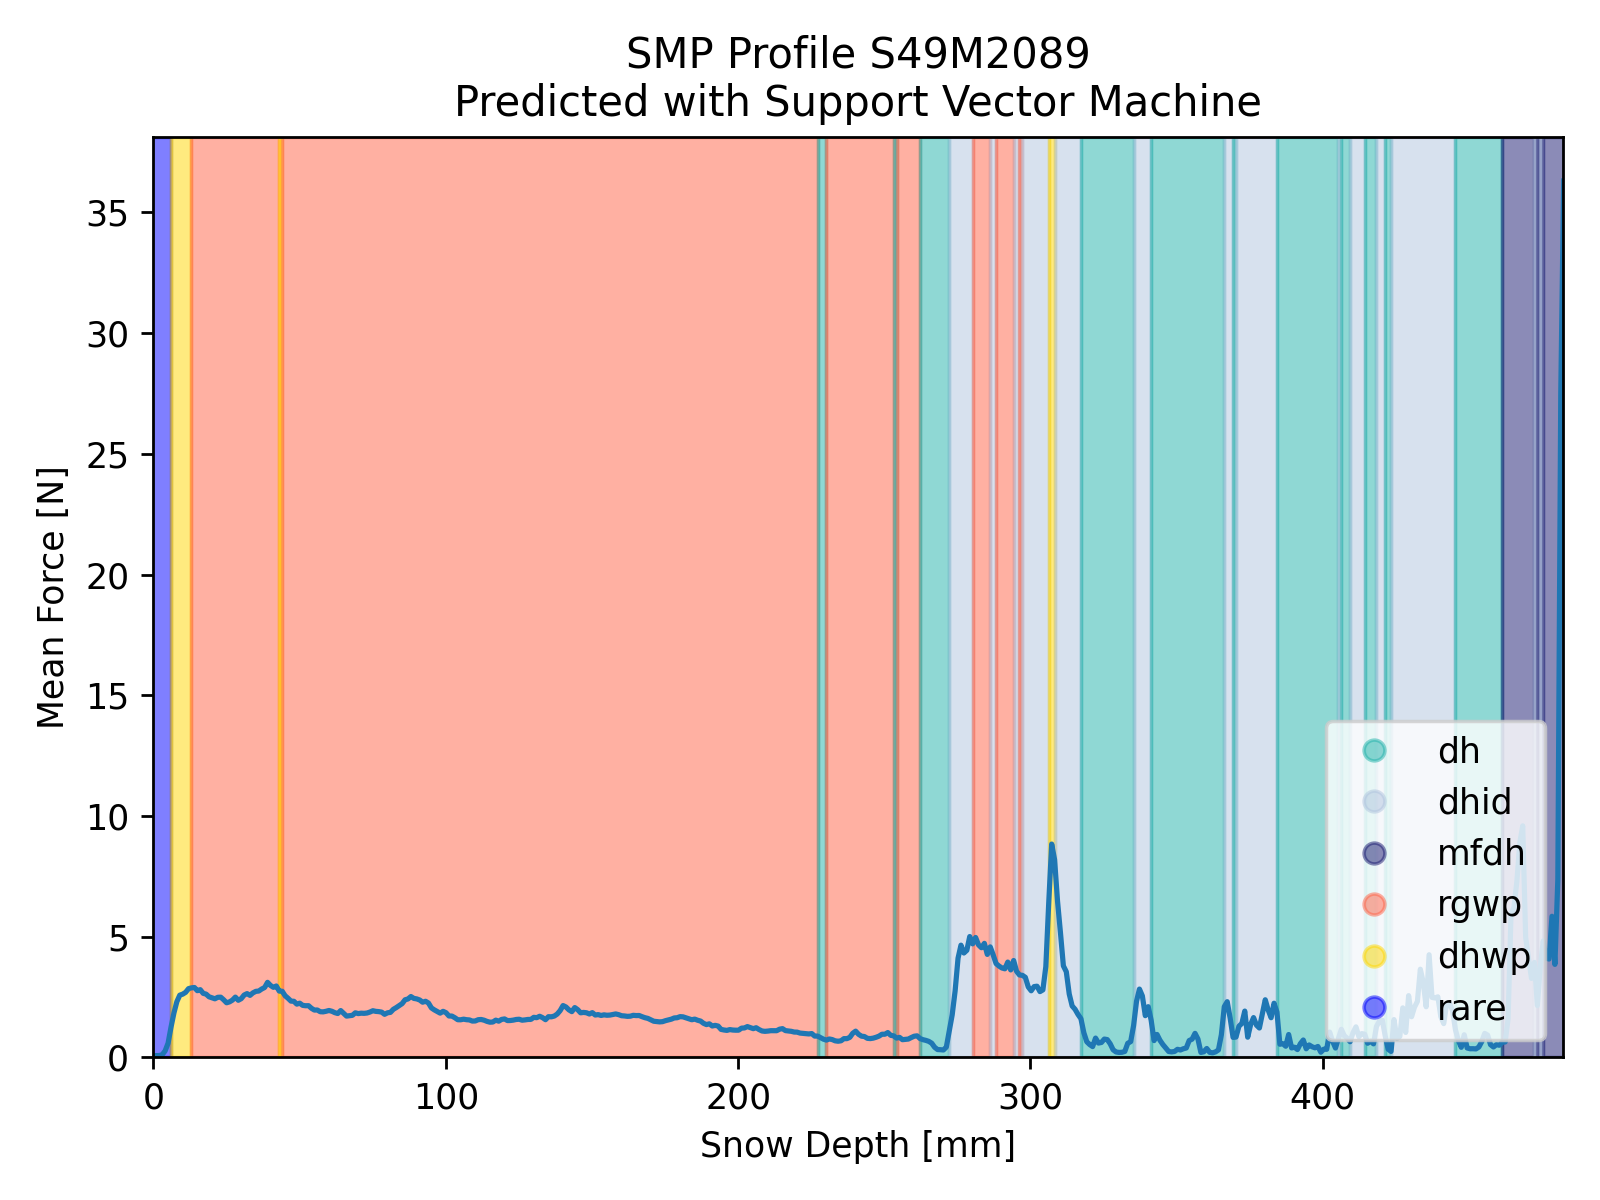 SMP Profile S49M2089
Predicted with Support Vector Machine
Mean Force [N]
35
30
25
20
15
10
5
0
0 100 200 300 400
Snow Depth [mm]
dh
dhid
mfdh
rgwp
dhwp
rare